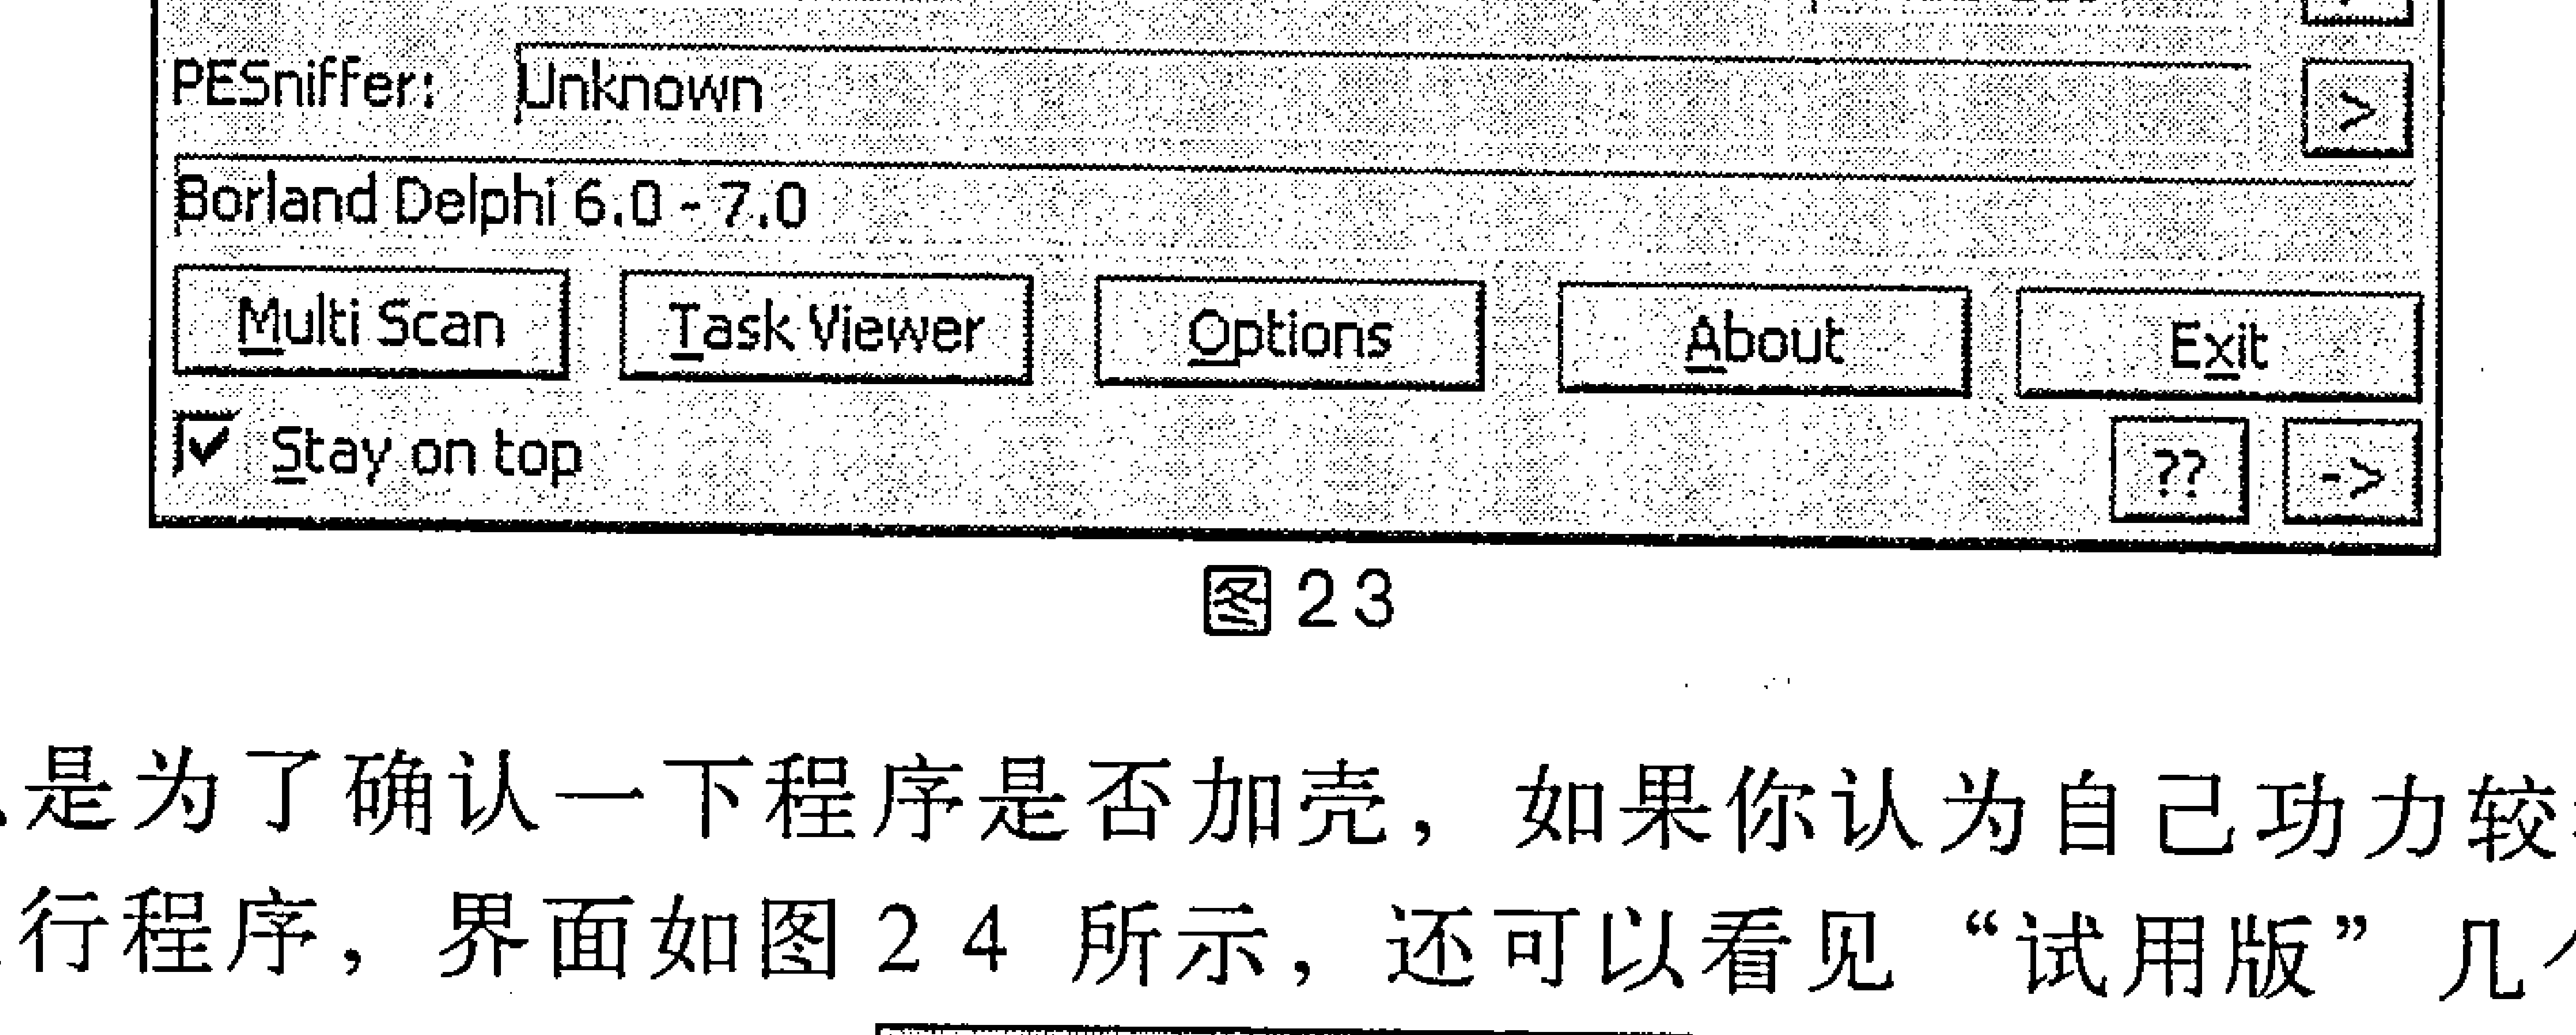 PESniffer: Unknown
>
Borland Delphi 6.0 - 7.0
Multi Scan Task Viewer Options About Exit
Stay on top ?? ->
图 23
是为了确认一下程序是否加壳，如果你认为自己功力较
行程序，界面如图 2 4 所示，还可以看见“试用版”几